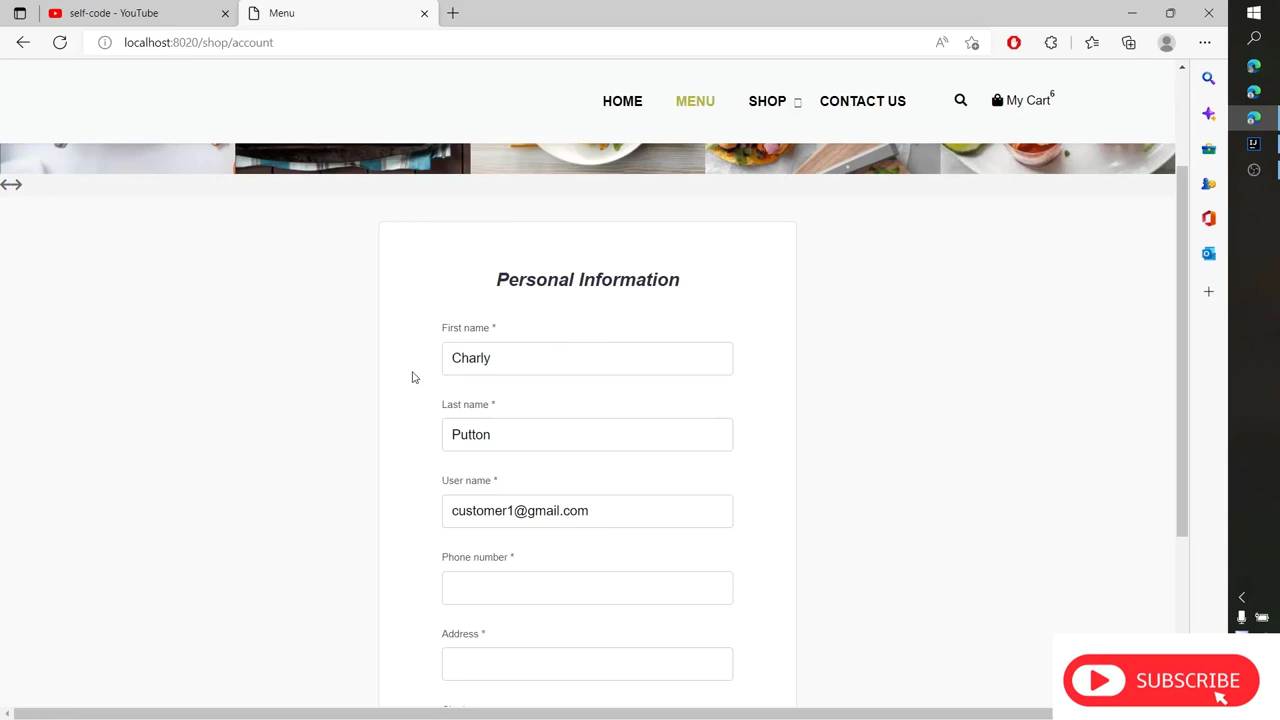 self-code - YouTube
Menu
localhost:8020/shop/account
HOME MENU SHOP CONTACT US My Cart 6
Personal Information
First name *
Charly
Last name *
Putton
User name *
customer1@gmail.com
Phone number *
Address *
SUBSCRIBE